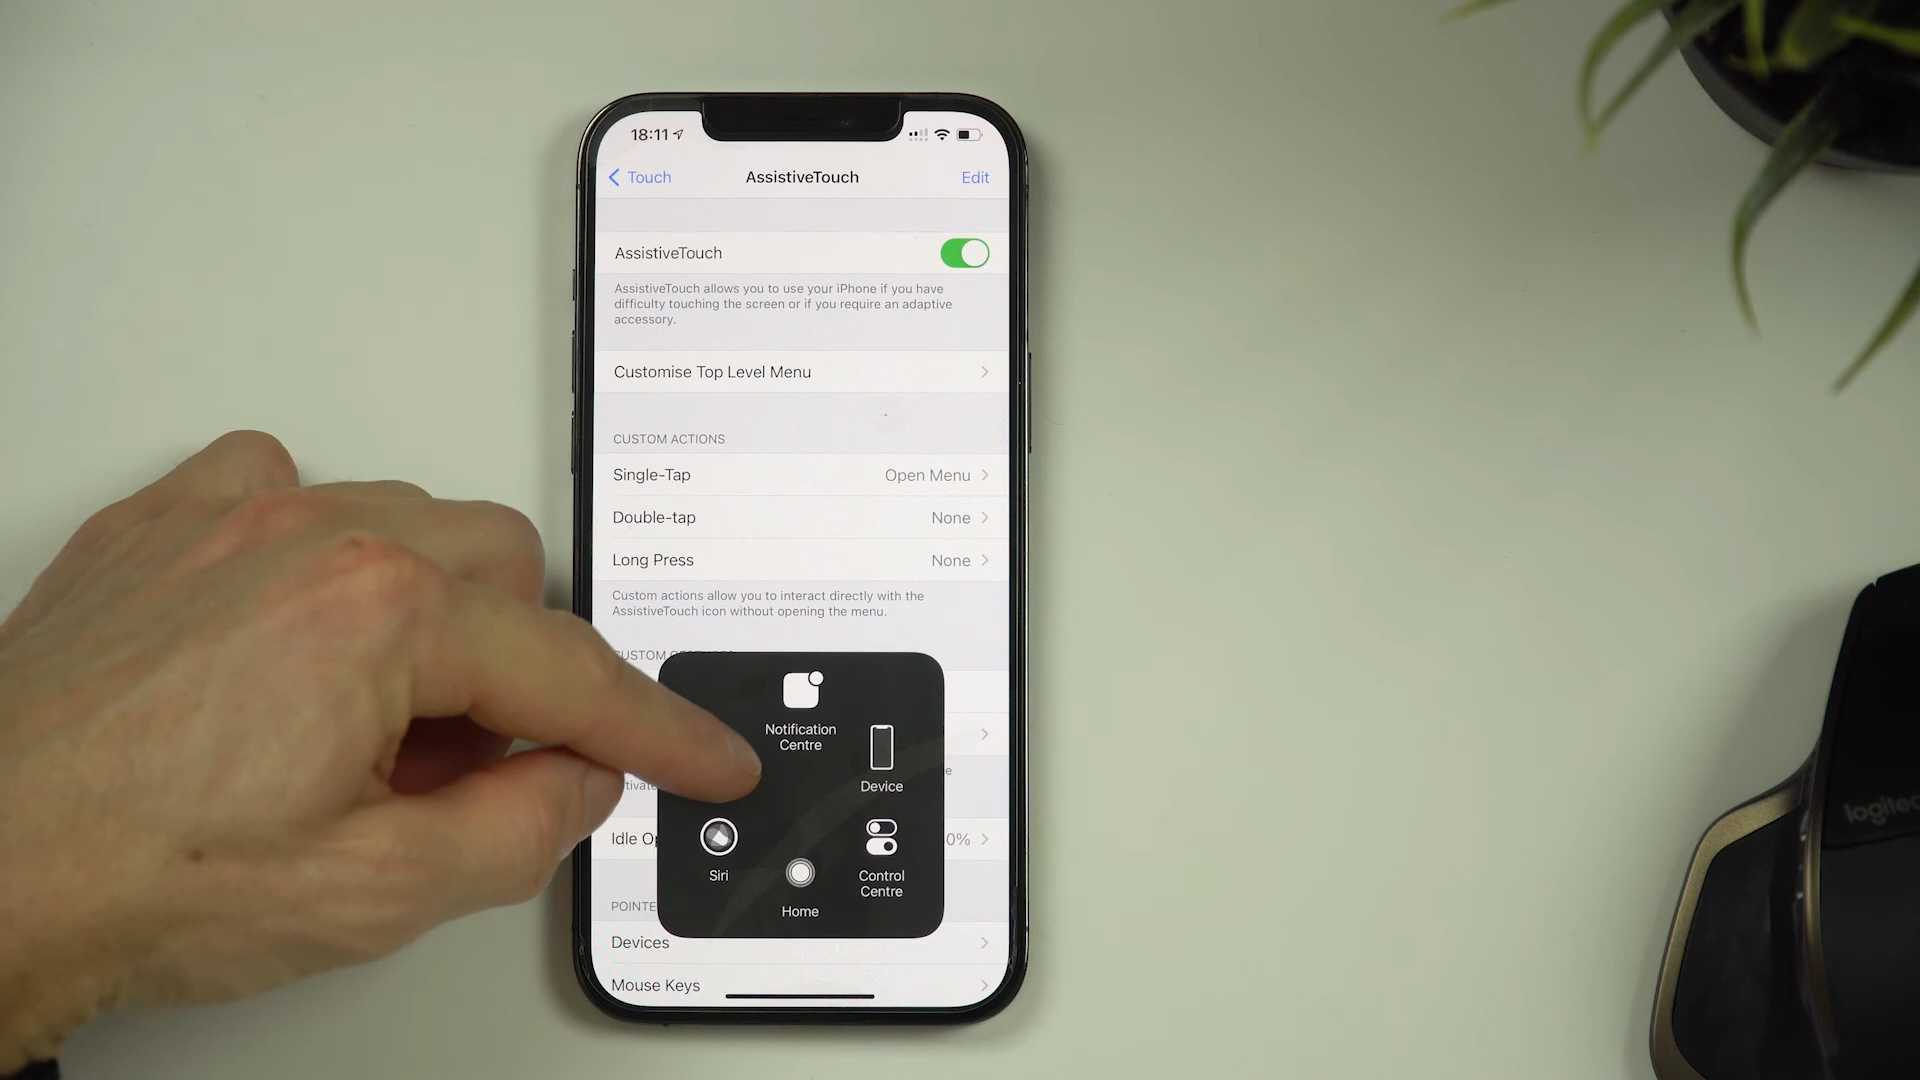 18:11
Touch
AssistiveTouch
Edit
AssistiveTouch
AssistiveTouch allows you to use your iPhone if you have
difficulty touching the screen or if you require an adaptive
accessory.
Customise Top Level Menu
CUSTOM ACTIONS
Single-Tap
Open Menu
Double-tap
None
Long Press
None
Custom actions allow you to interact directly with the
AssistiveTouch icon without opening the menu.
Notification
Centre
Device
Idle
0%
Siri
Control
Centre
Home
Devices
Mouse Keys
logitec